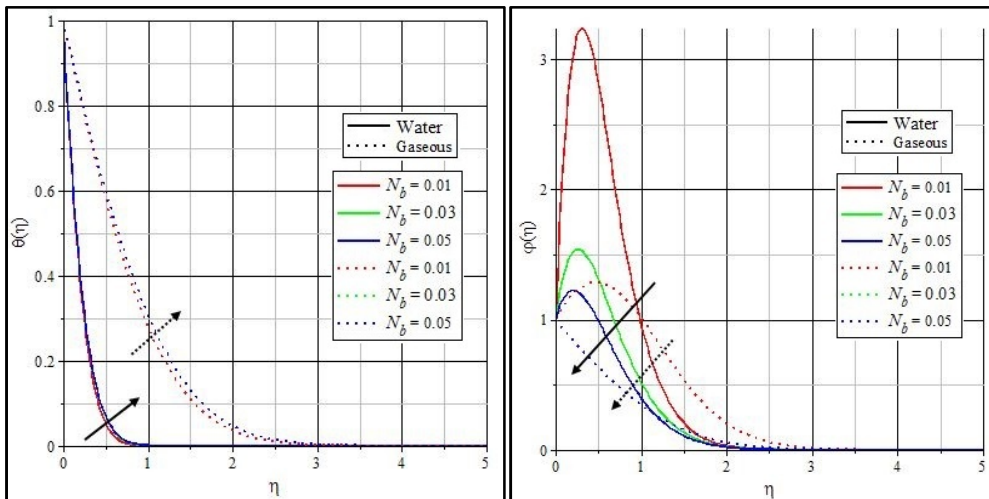 1
0.8
0.6
0.4
0.2
0
θ(η)
0 1 2 3 4 5
η
Water
Gaseous
N_b = 0.01
N_b = 0.03
N_b = 0.05
N_b = 0.01
N_b = 0.03
N_b = 0.05
3
2
1
0
φ(η)
0 1 2 3 4 5
η
Water
Gaseous
N_b = 0.01
N_b = 0.03
N_b = 0.05
N_b = 0.01
N_b = 0.03
N_b = 0.05